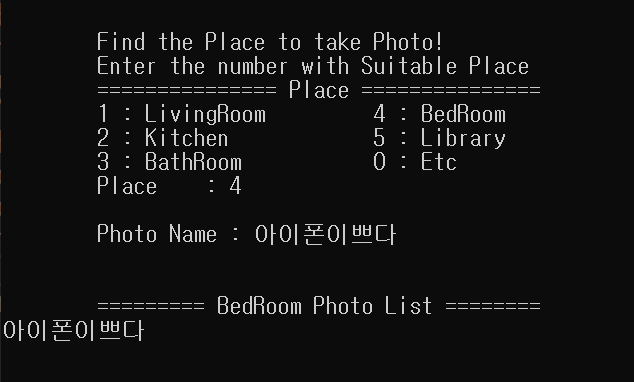 Find the Place to take Photo!
Enter the number with Suitable Place
=============== Place ===============
1 : LivingRoom 4 : BedRoom
2 : Kitchen 5 : Library
3 : BathRoom 0 : Etc
Place : 4
Photo Name : 아이폰이쁘다
========= BedRoom Photo List ========
아이폰이쁘다